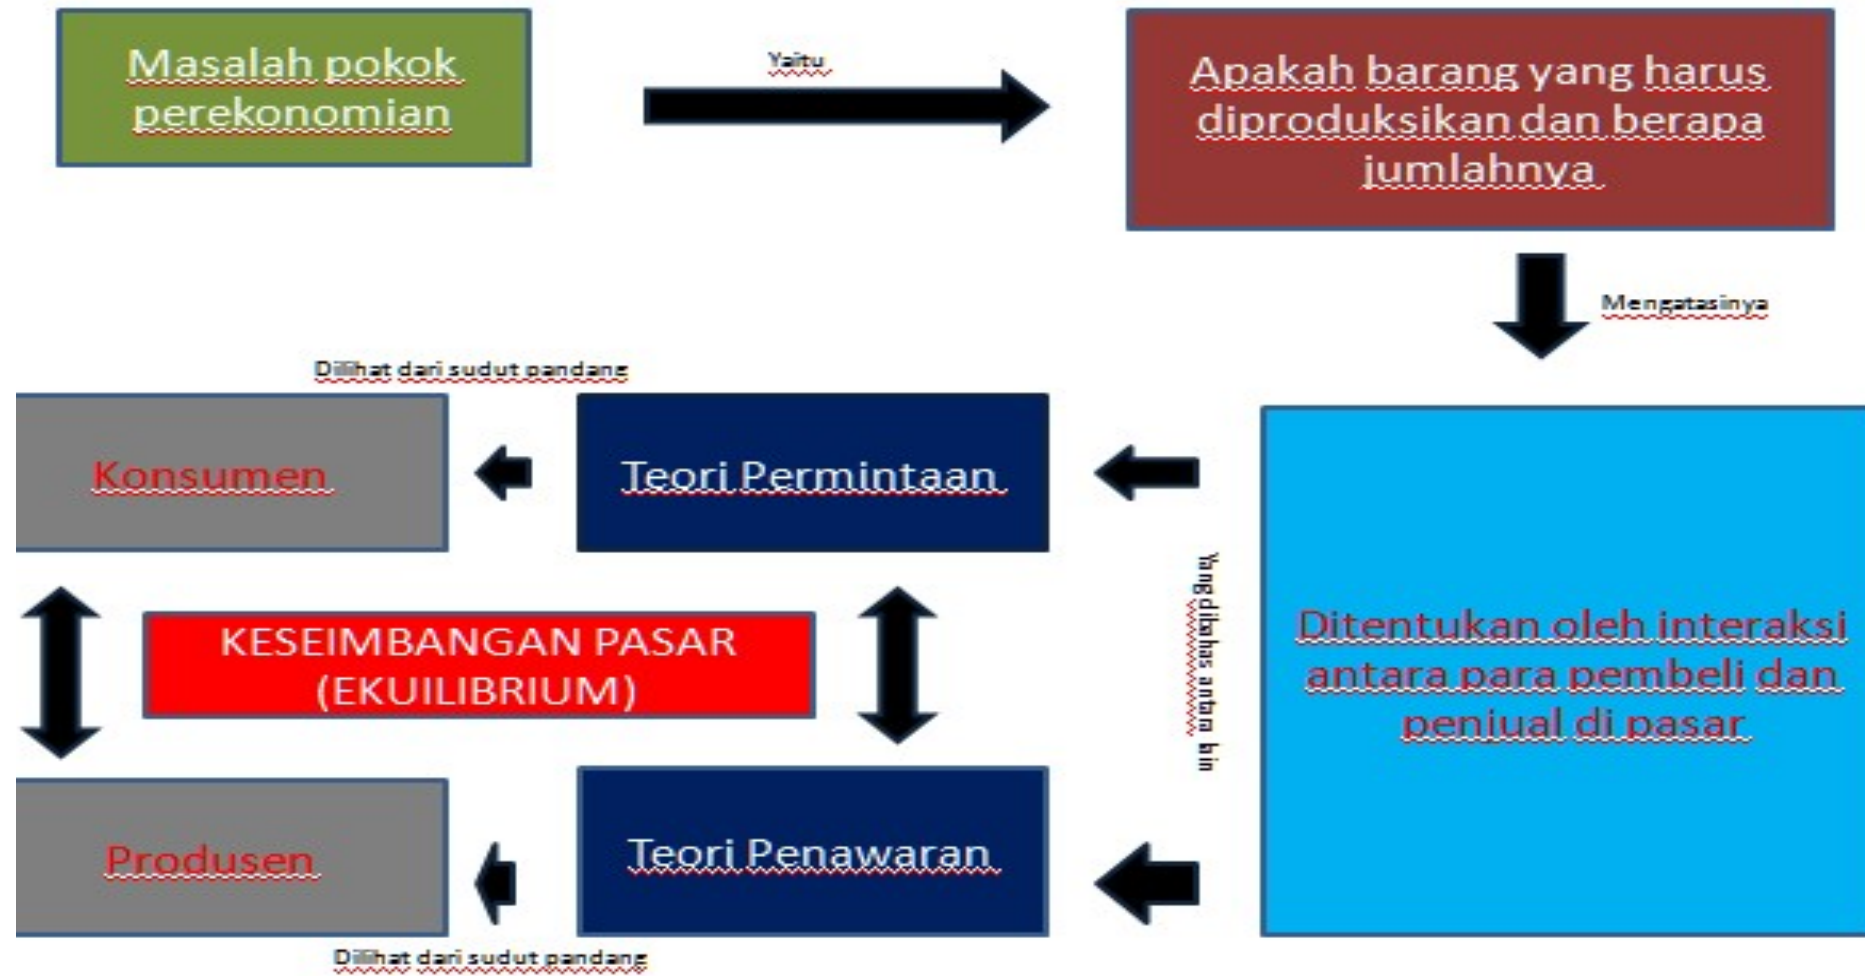 Masalah pokok
perekonomian
Yaitu
Apakah barang yang harus
diproduksikan dan berapa
jumlahnya
Mengatasinya
Ditentukan oleh interaksi
antara para pembeli dan
penjual di pasar
Yang dibahas antara lain
Teori Permintaan
Dilihat dari sudut pandang
Konsumen
KESEIMBANGAN PASAR
(EKUILIBRIUM)
Teori Penawaran
Dilihat dari sudut pandang
Produsen